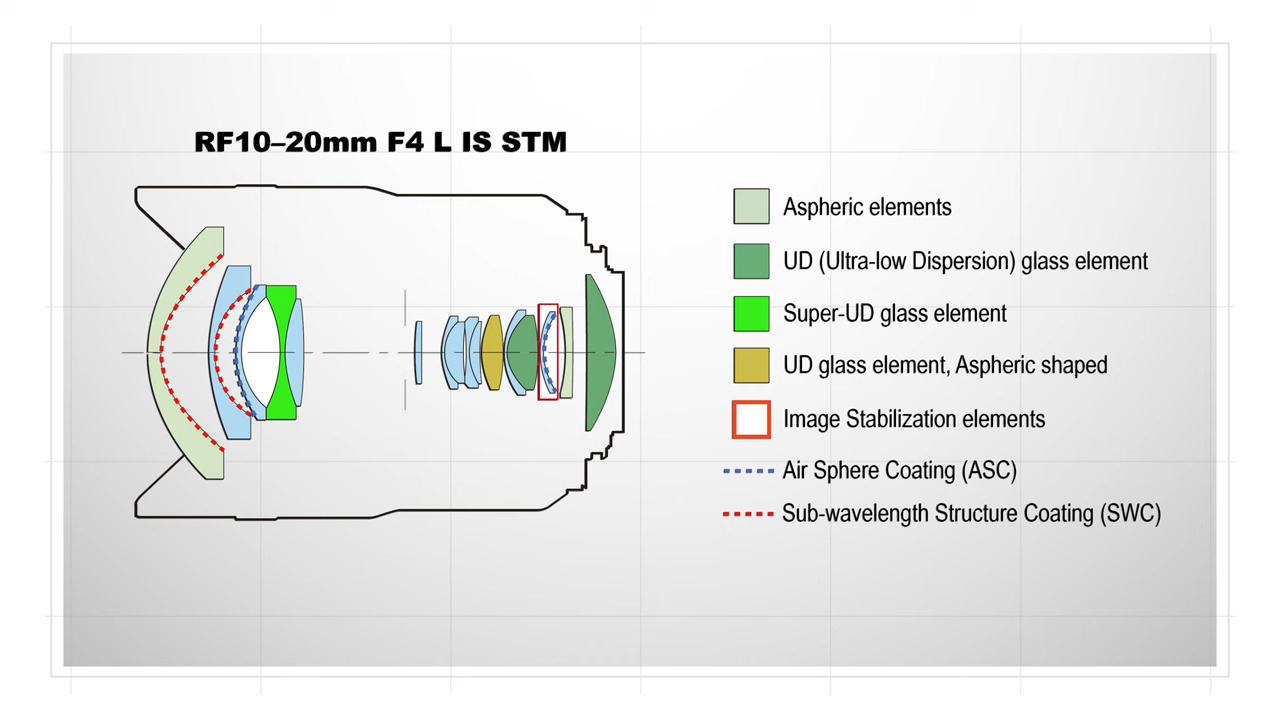 RF10–20mm F4 L IS STM
Aspheric elements
UD (Ultra-low Dispersion) glass element
Super-UD glass element
UD glass element, Aspheric shaped
Image Stabilization elements
Air Sphere Coating (ASC)
Sub-wavelength Structure Coating (SWC)